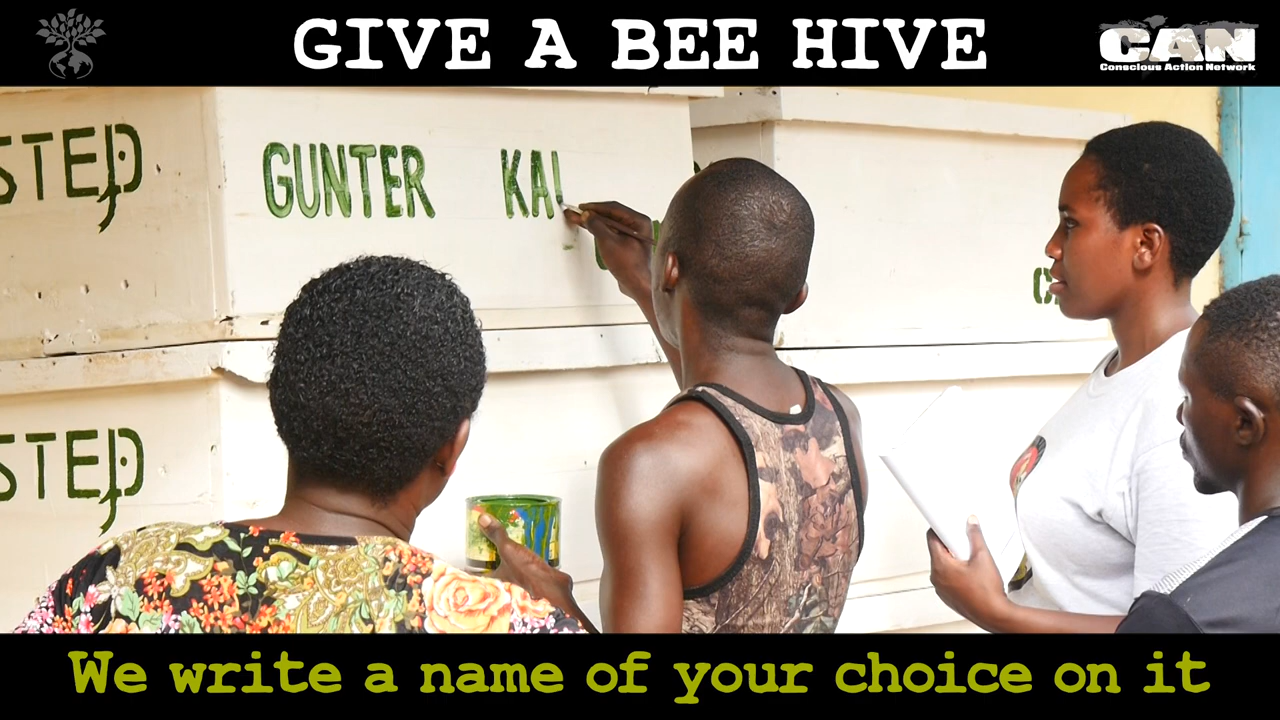 GIVE A BEE HIVE
CAN
Conscious Action Network
STED
GUNTER KAI
STED
We write a name of your choice on it